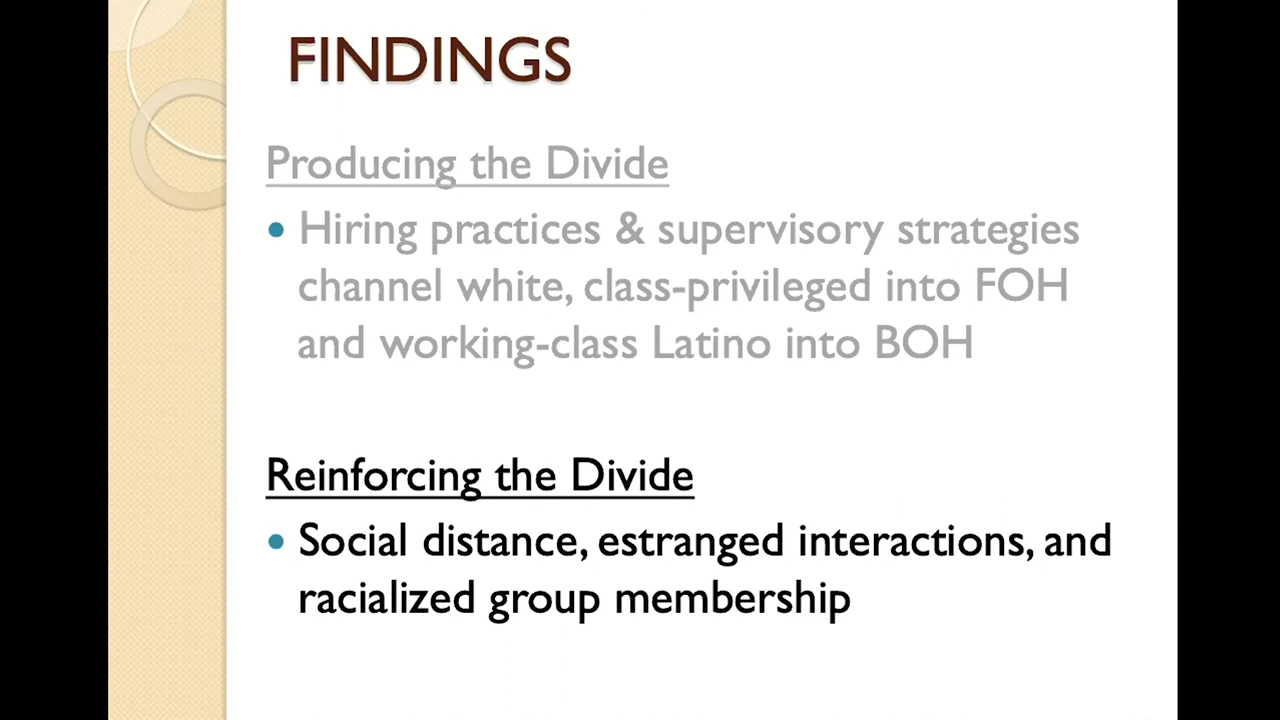 FINDINGS
Producing the Divide
• Hiring practices & supervisory strategies
channel white, class-privileged into FOH
and working-class Latino into BOH
Reinforcing the Divide
• Social distance, estranged interactions, and
racialized group membership